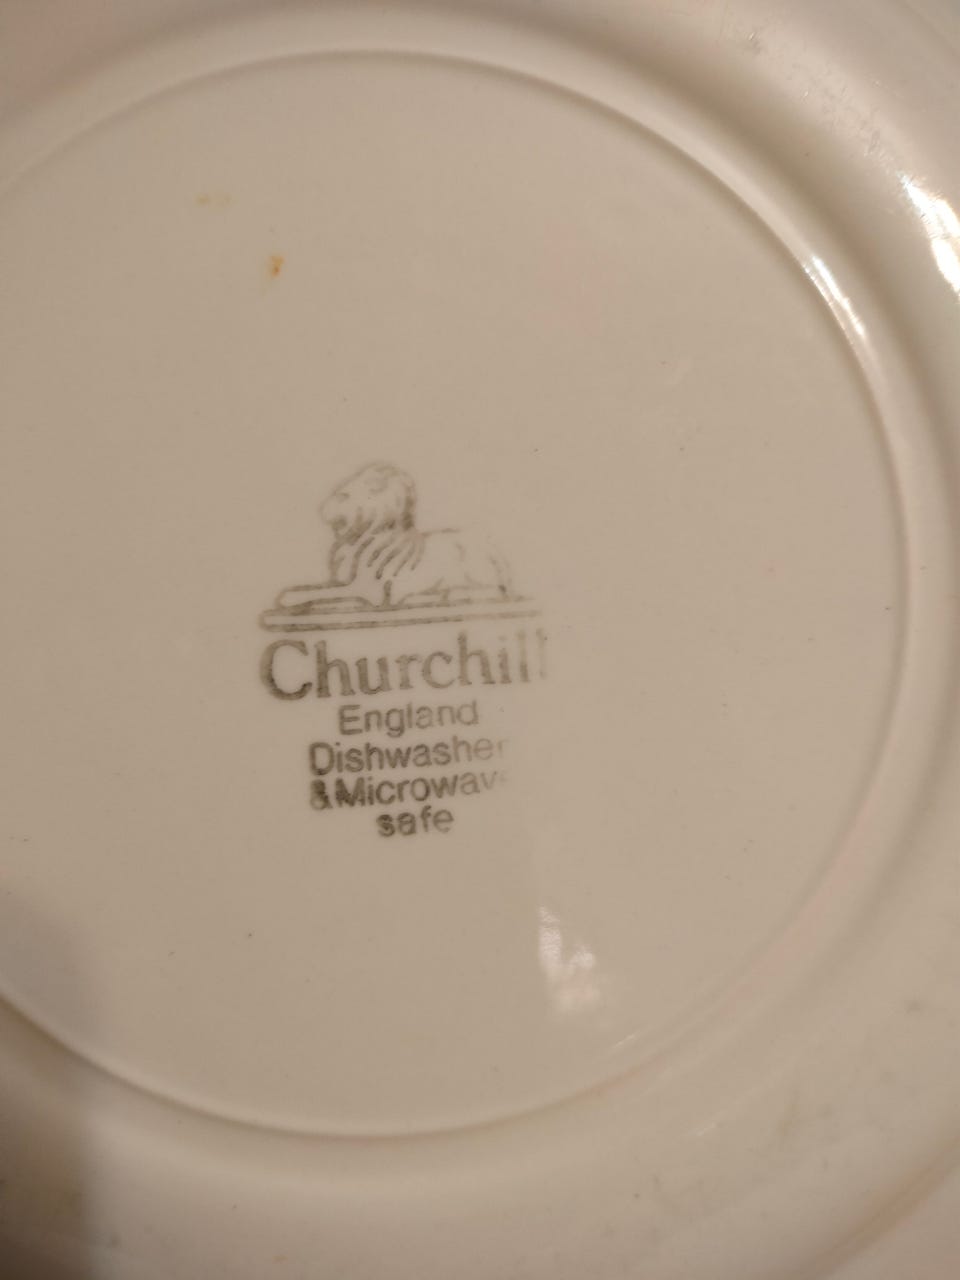 Churchill
England
Dishwasher
&Microwave
safe